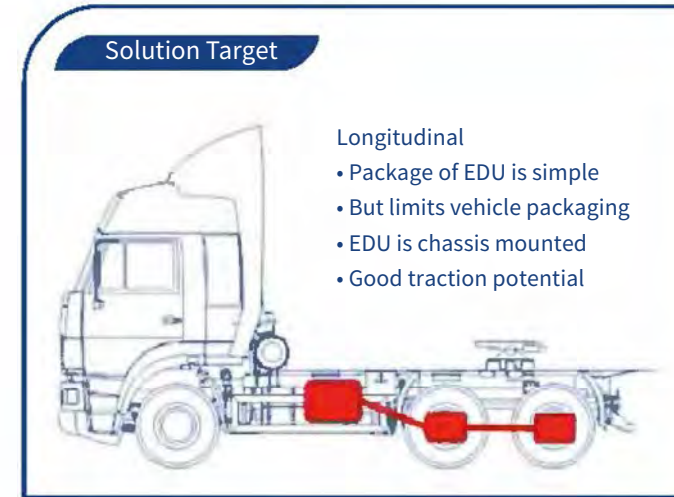 Solution Target
Longitudinal
• Package of EDU is simple
• But limits vehicle packaging
• EDU is chassis mounted
• Good traction potential